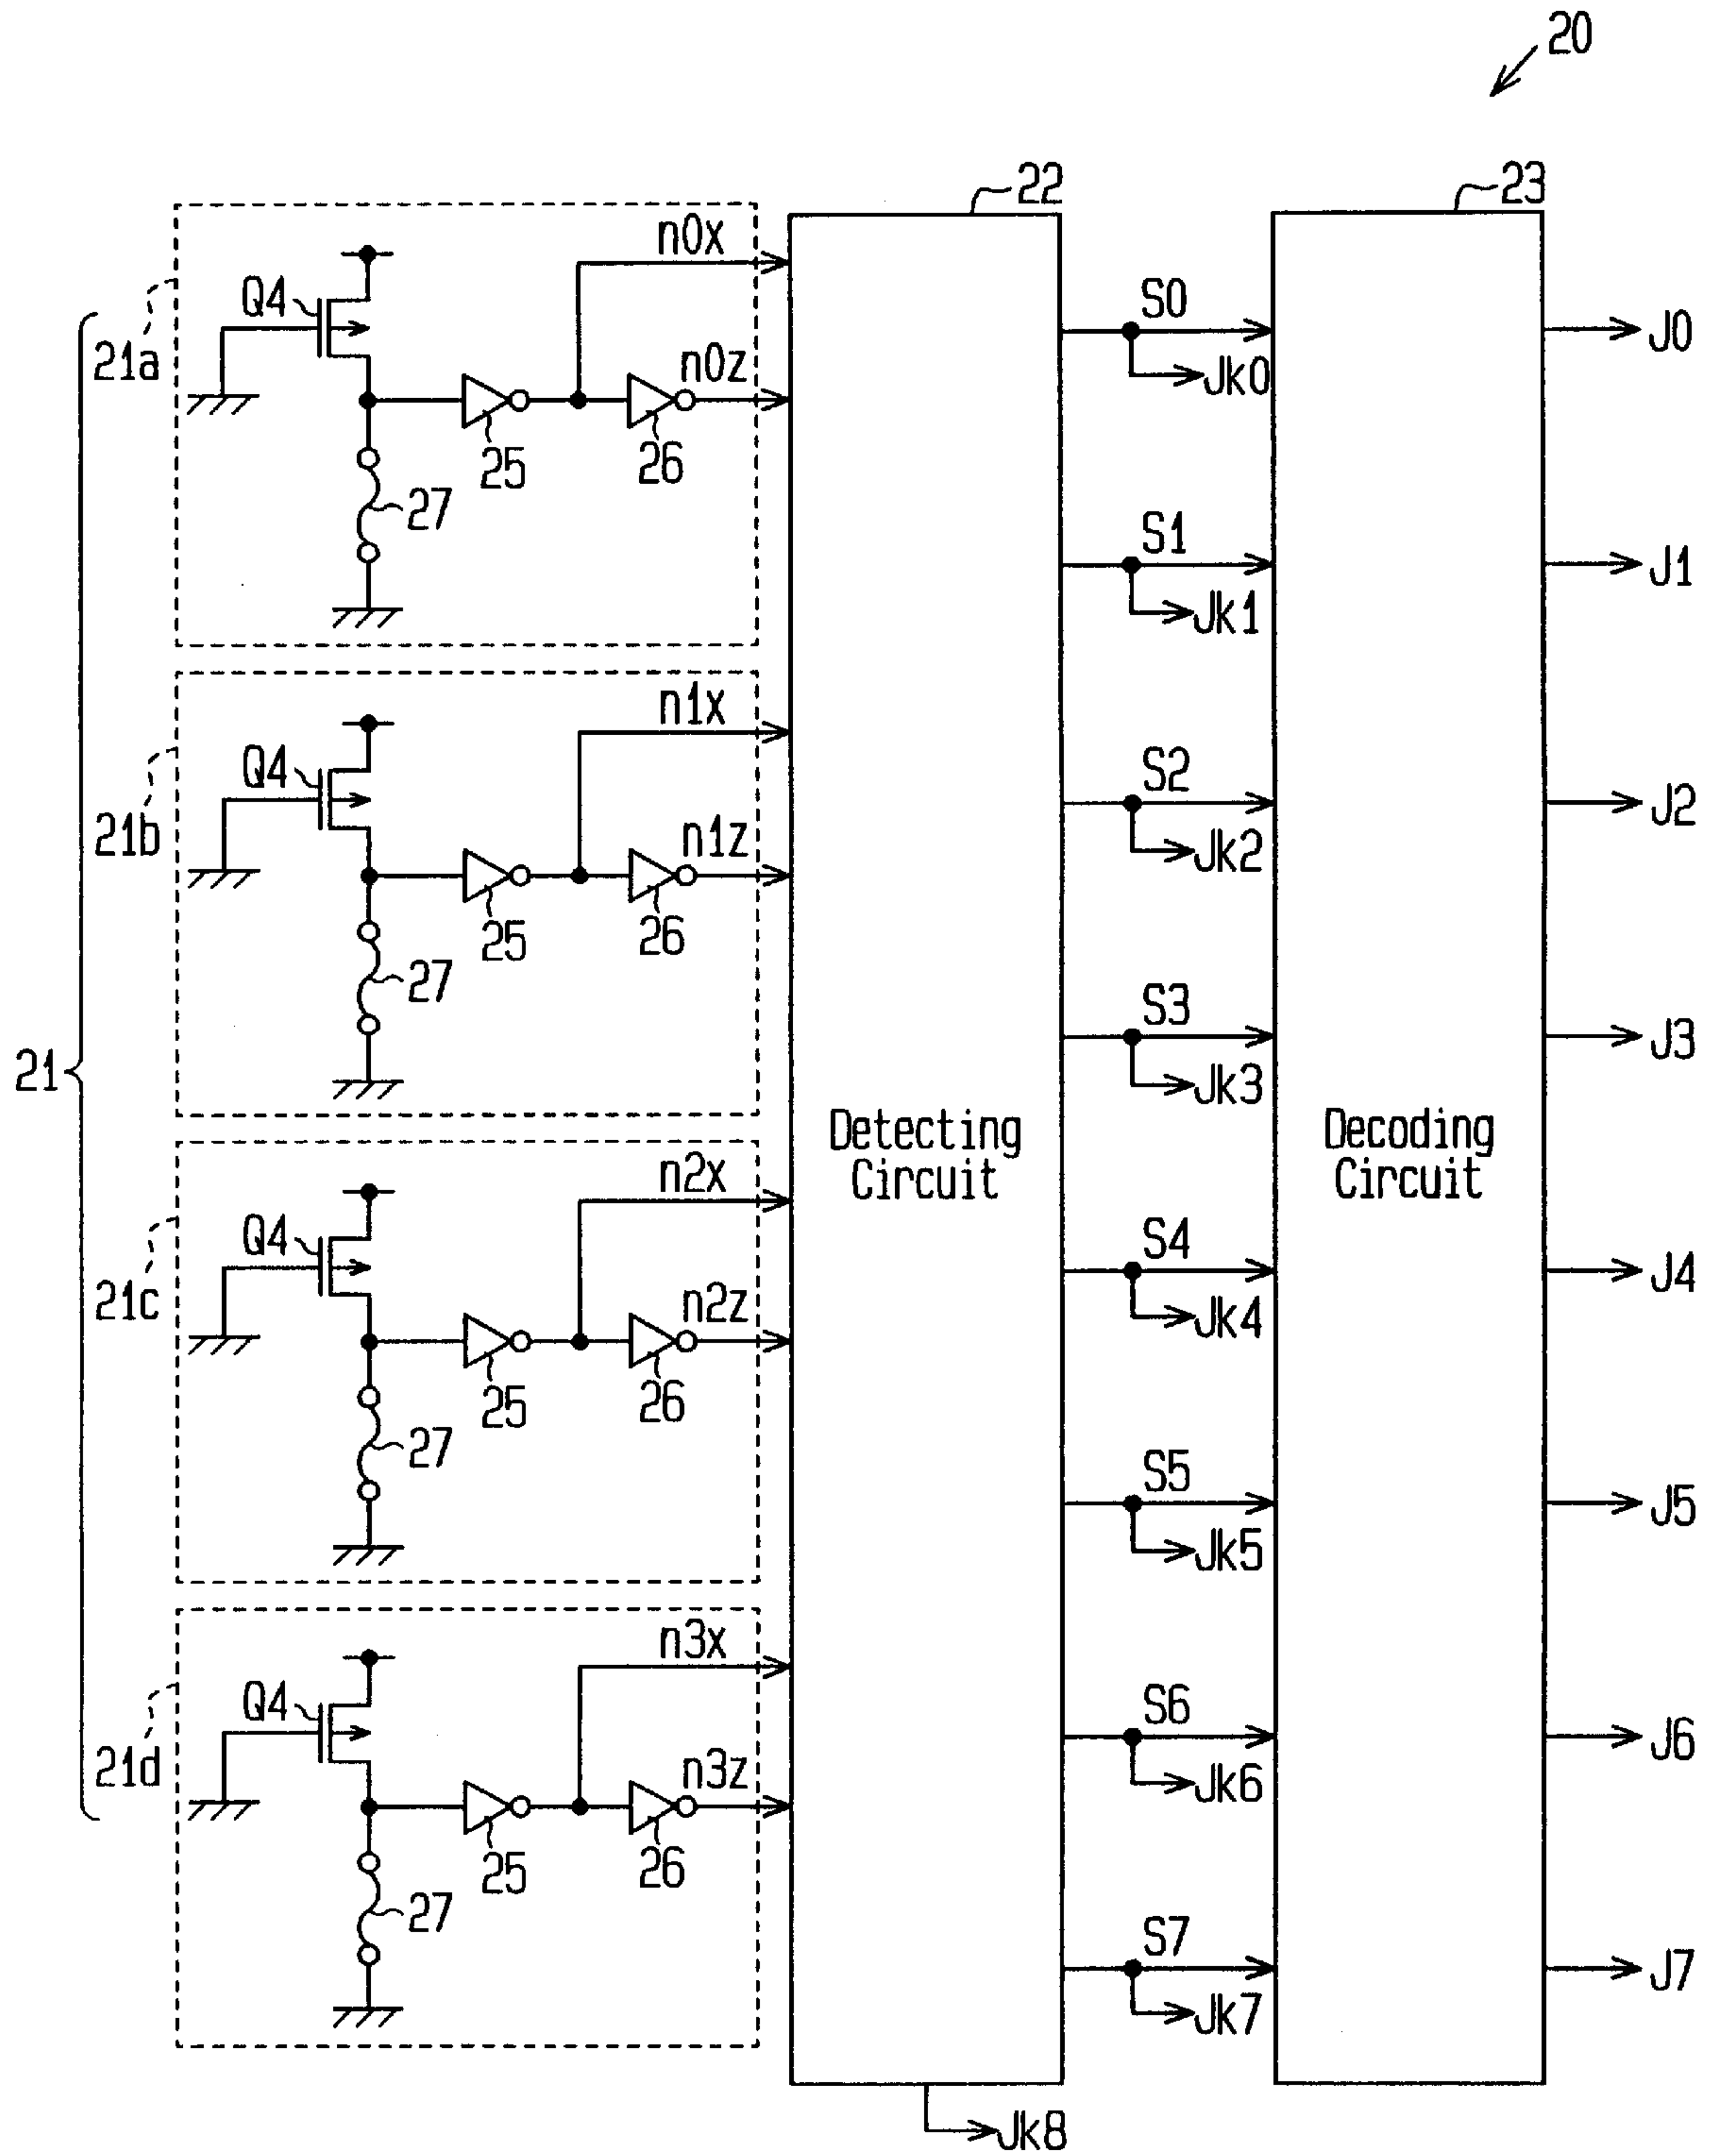 20
22
23
n0x
Q4
S0
J0
21a
n0z
Jk0
25
26
27
S1
J1
Jk1
n1x
Q4
S2
J2
21b
n1z
Jk2
25
26
27
S3
J3
21
Jk3
Detecting
Circuit
Decoding
Circuit
n2x
Q4
S4
J4
21c
n2z
Jk4
25
26
27
S5
J5
Jk5
n3x
Q4
S6
J6
21d
n3z
Jk6
25
26
27
S7
J7
Jk7
Jk8